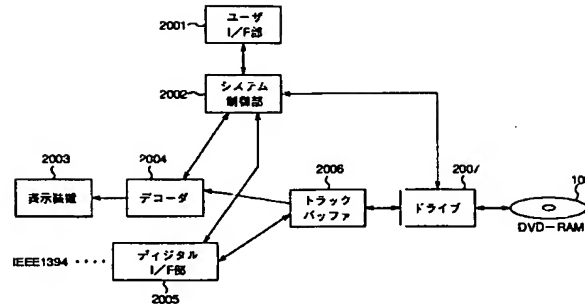 2001
ユーザ
I/F部
2002
システム
制御部
2003
表示装置
2004
デコーダ
2006
トラック
バッファ
2007
ドライブ
10
DVD-RAM
IEEE1394 ····
ディジタル
I/F部
2005